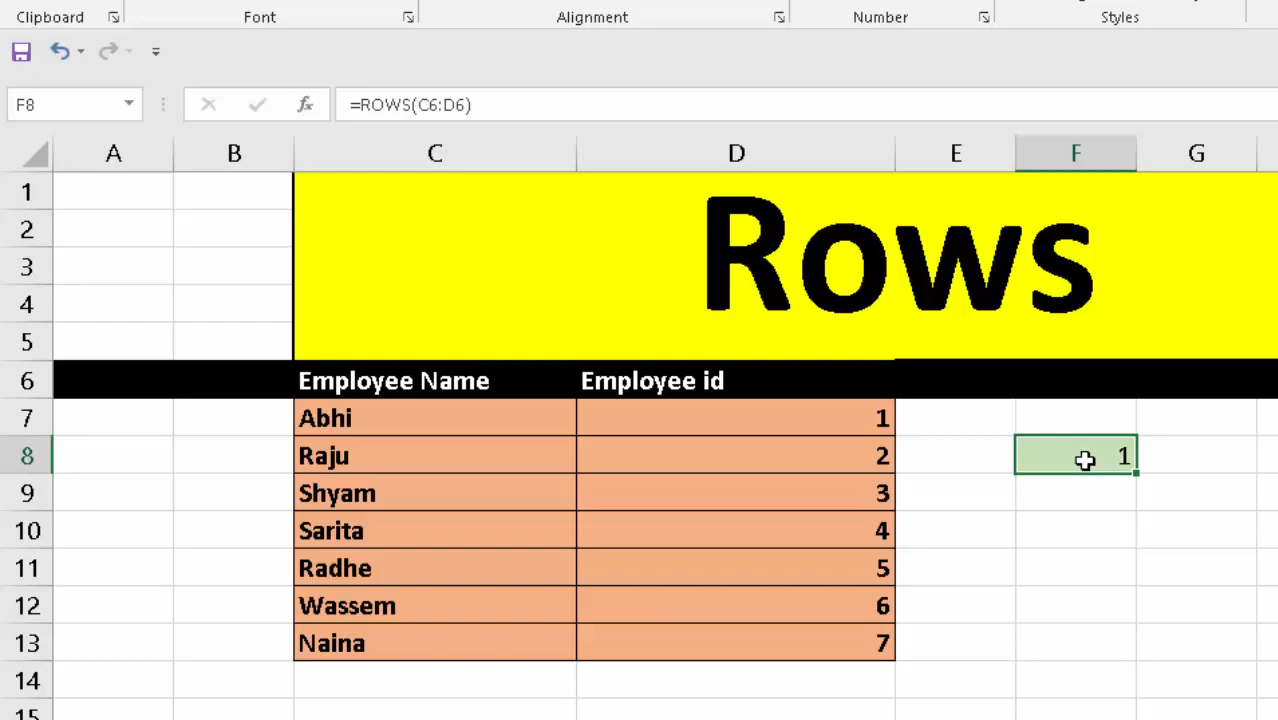 Clipboard Font Alignment Number Styles
F8 fx =ROWS(C6:D6)
A B C D E F G
1
2 Rows
3
4
5
6 Employee Name Employee id
7 Abhi 1
8 Raju 2 1
9 Shyam 3
10 Sarita 4
11 Radhe 5
12 Wassem 6
13 Naina 7
14
15